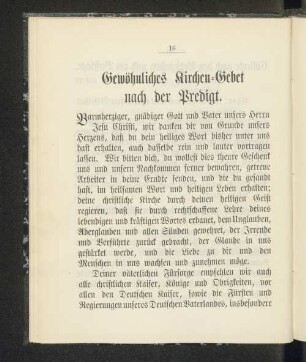 16
Gewöhnliches Kirchen-Gebet
nach der Predigt.
Barmherziger, gnädiger Gott und Vater unsers Herrn
Jesu Christi, wir danken dir von Grunde unsers
Herzens, daß du dein heiliges Wort bisher unter uns
hast erhalten, auch dasselbe rein und lauter vortragen
lassen. Wir bitten dich, du wollest dies theure Geschenk
uns und unsern Nachkommen ferner bewahren, getreue
Arbeiter in deine Ernte senden, und die du gesandt
hast, im heilsamen Wort und heiligen Leben erhalten;
deine christliche Kirche durch deinen heiligen Geist
regieren, daß sie durch rechtschaffene Lehre deines
lebendigen und kräftigen Wortes erbauet, dem Unglauben,
Aberglauben und allen Sünden gewehret, der Irrende
und Verführte zurück gebracht, der Glaube in uns
gestärket werde, und die Liebe zu dir und den
Menschen in uns wachsen und zunehmen möge.
Deiner väterlichen Fürsorge empfehlen wir auch
alle christlichen Kaiser, Könige und Obrigkeiten, vor
allen den Deutschen Kaiser, sowie die Fürsten und
Regierungen unseres Deutschen Vaterlandes, insbesondere